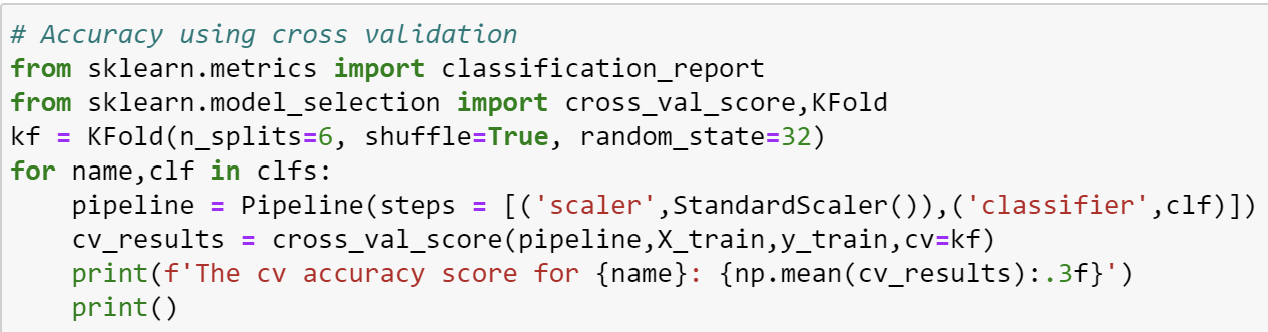 # Accuracy using cross validation
from sklearn.metrics import classification_report
from sklearn.model_selection import cross_val_score,KFold
kf = KFold(n_splits=6, shuffle=True, random_state=32)
for name,clf in clfs:
    pipeline = Pipeline(steps = [('scaler',StandardScaler()),('classifier',clf)])
    cv_results = cross_val_score(pipeline,X_train,y_train,cv=kf)
    print(f'The cv accuracy score for {name}: {np.mean(cv_results):.3f}')
    print()